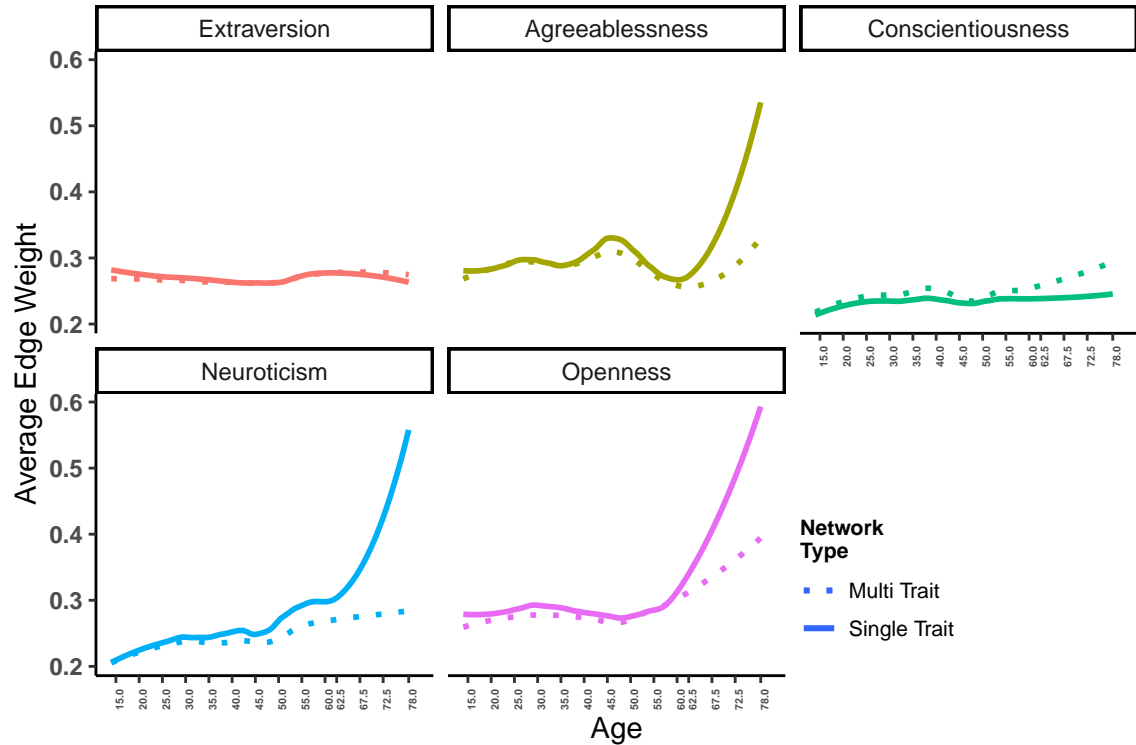 Extraversion
Agreeablessness
Conscientiousness
0.6
0.5
0.4
0.3
0.2
15.0 20.0 25.0 30.0 35.0 40.0 45.0 50.0 55.0 60.0 62.5 67.5 72.5 78.0
Neuroticism
Openness
0.6
0.5
0.4
0.3
0.2
15.0 20.0 25.0 30.0 35.0 40.0 45.0 50.0 55.0 60.0 62.5 67.5 72.5 78.0
15.0 20.0 25.0 30.0 35.0 40.0 45.0 50.0 55.0 60.0 62.5 67.5 72.5 78.0
Average Edge Weight
Age
Network
Type
Multi Trait
Single Trait